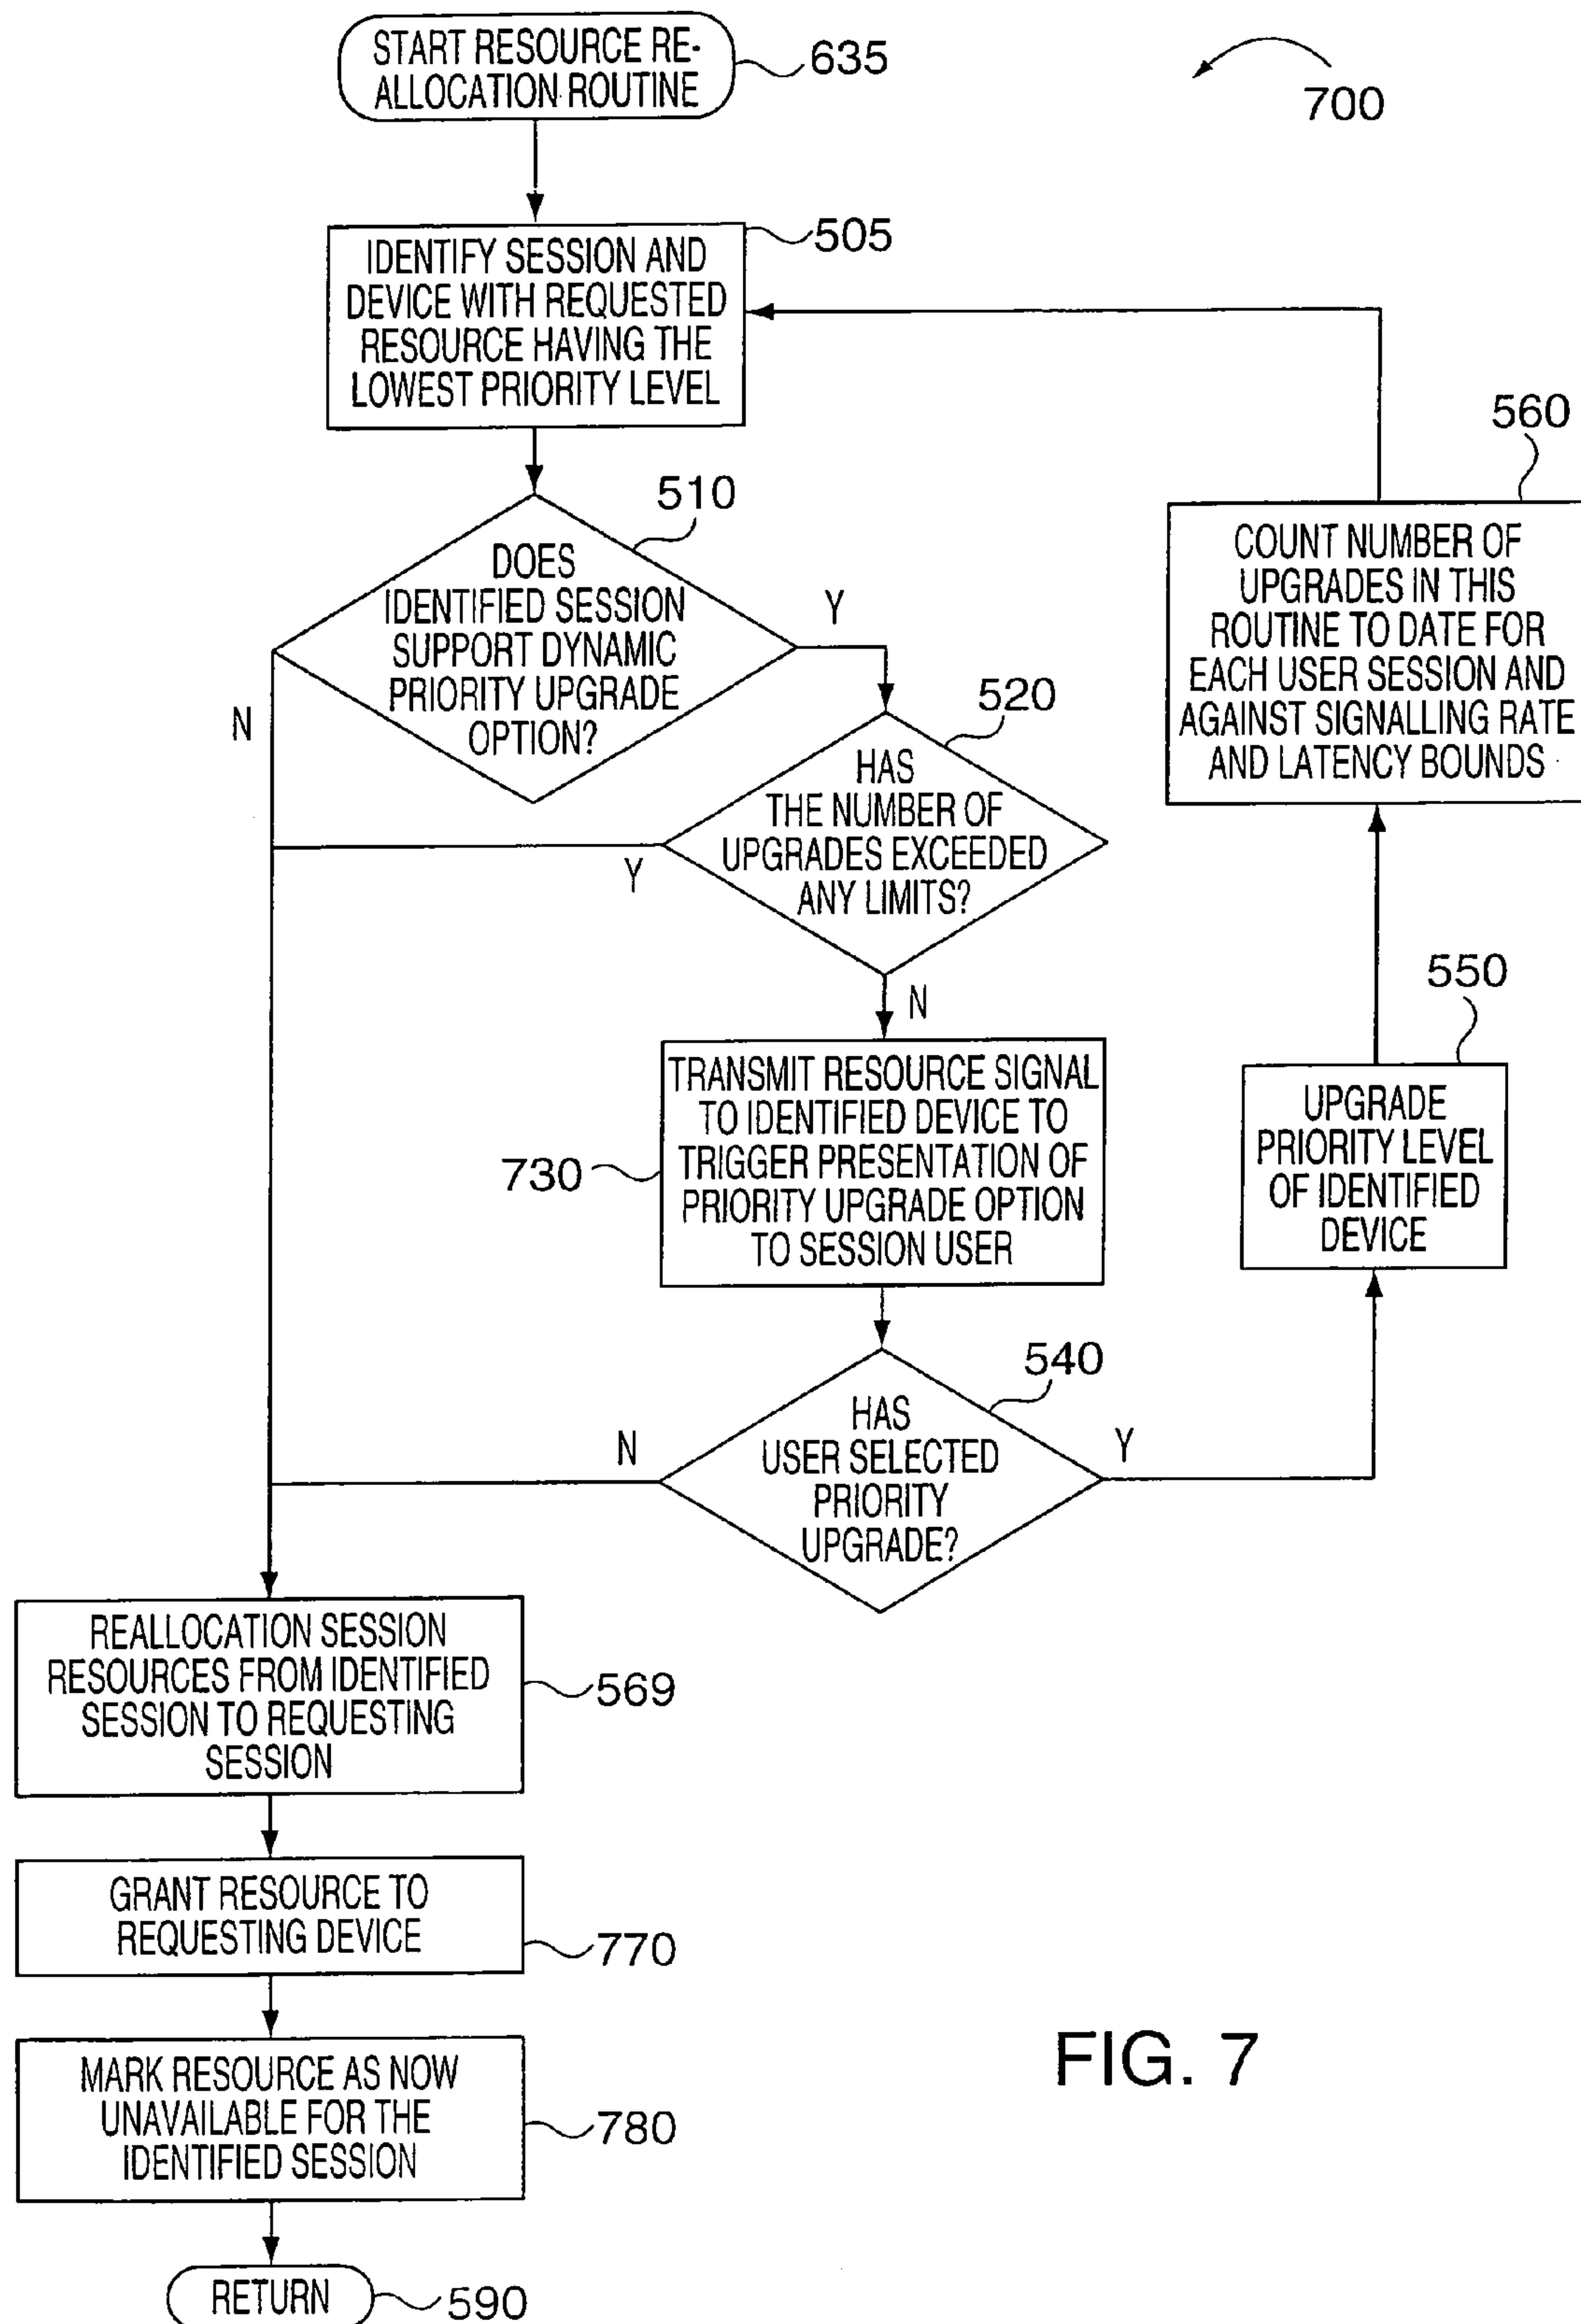 START RESOURCE RE-
ALLOCATION ROUTINE
635
700
IDENTIFY SESSION AND
DEVICE WITH REQUESTED
RESOURCE HAVING THE
LOWEST PRIORITY LEVEL
505
510
DOES
IDENTIFIED SESSION
SUPPORT DYNAMIC
PRIORITY UPGRADE
OPTION?
Y
N
520
HAS
THE NUMBER OF
UPGRADES EXCEEDED
ANY LIMITS?
Y
N
560
COUNT NUMBER OF
UPGRADES IN THIS
ROUTINE TO DATE FOR
EACH USER SESSION AND
AGAINST SIGNALLING RATE
AND LATENCY BOUNDS
550
UPGRADE
PRIORITY LEVEL
OF IDENTIFIED
DEVICE
730
TRANSMIT RESOURCE SIGNAL
TO IDENTIFIED DEVICE TO
TRIGGER PRESENTATION OF
PRIORITY UPGRADE OPTION
TO SESSION USER
540
HAS
USER SELECTED
PRIORITY
UPGRADE?
N
Y
REALLOCATION SESSION
RESOURCES FROM IDENTIFIED
SESSION TO REQUESTING
SESSION
569
GRANT RESOURCE TO
REQUESTING DEVICE
770
MARK RESOURCE AS NOW
UNAVAILABLE FOR THE
IDENTIFIED SESSION
780
RETURN
590
FIG. 7